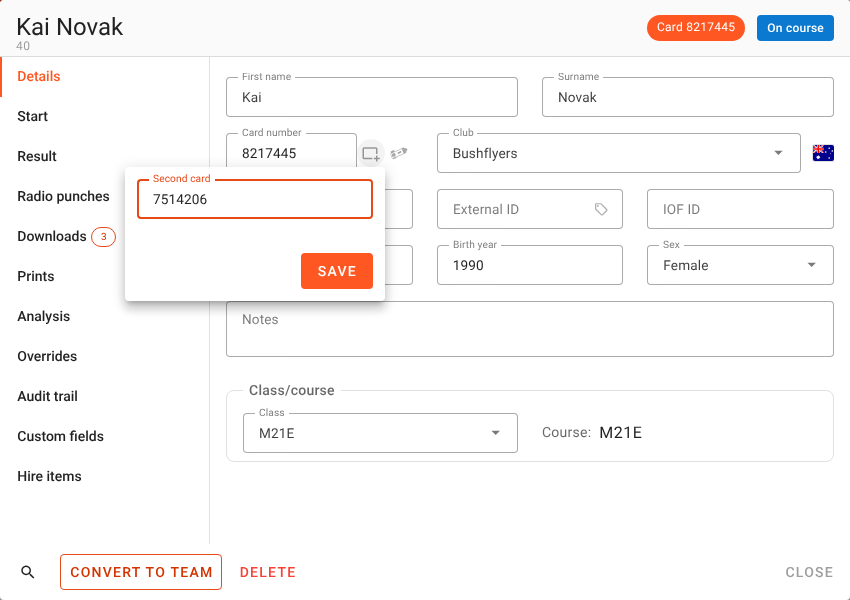 Kai Novak
40
Card 8217445
On course
Details
Start
Result
Radio punches
Downloads 3
Prints
Analysis
Overrides
Audit trail
Custom fields
Hire items
First name
Kai
Surname
Novak
Card number
8217445
Club
Bushflyers
Second card
7514206
SAVE
External ID
IOF ID
Birth year
1990
Sex
Female
Notes
Class/course
Class
M21E
Course: M21E
CONVERT TO TEAM
DELETE
CLOSE